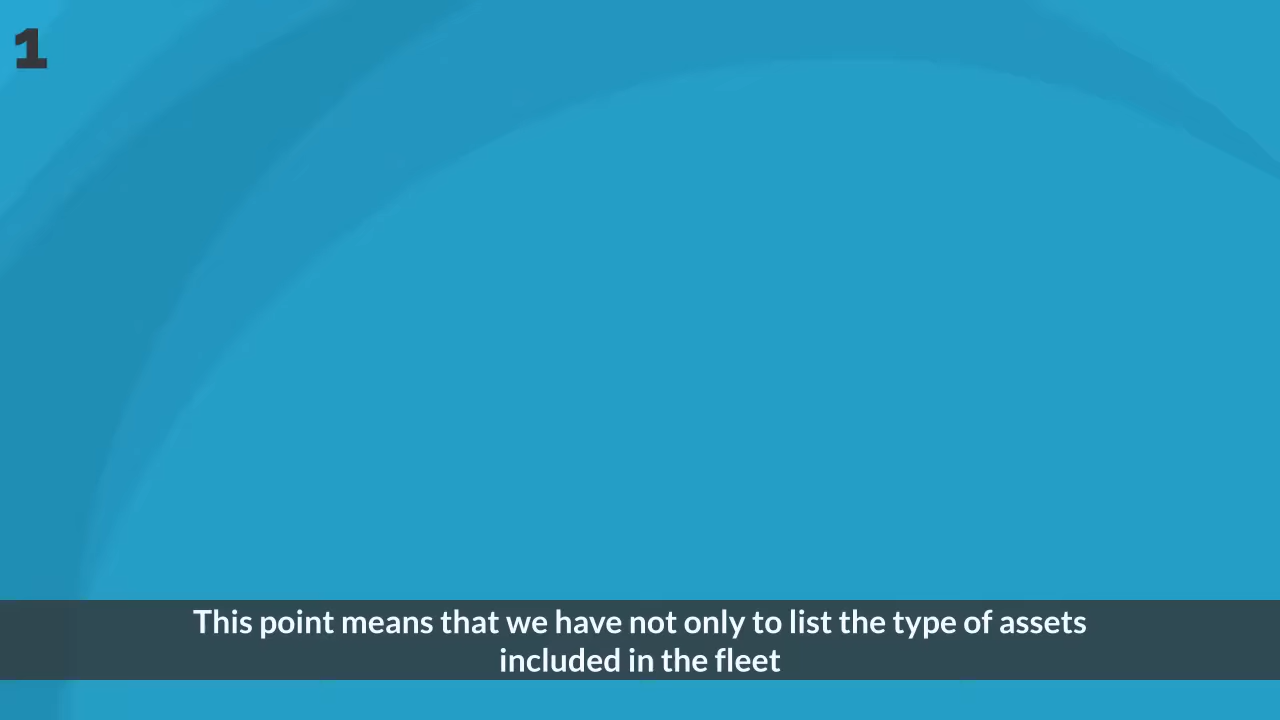 1
This point means that we have not only to list the type of assets
included in the fleet